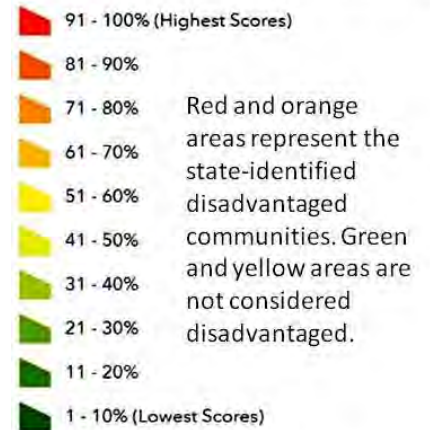 91 - 100% (Highest Scores)
81 - 90%
71 - 80%
61 - 70%
51 - 60%
41 - 50%
31 - 40%
21 - 30%
11 - 20%
1 - 10% (Lowest Scores)
Red and orange
areas represent the
state-identified
disadvantaged
communities. Green
and yellow areas are
not considered
disadvantaged.